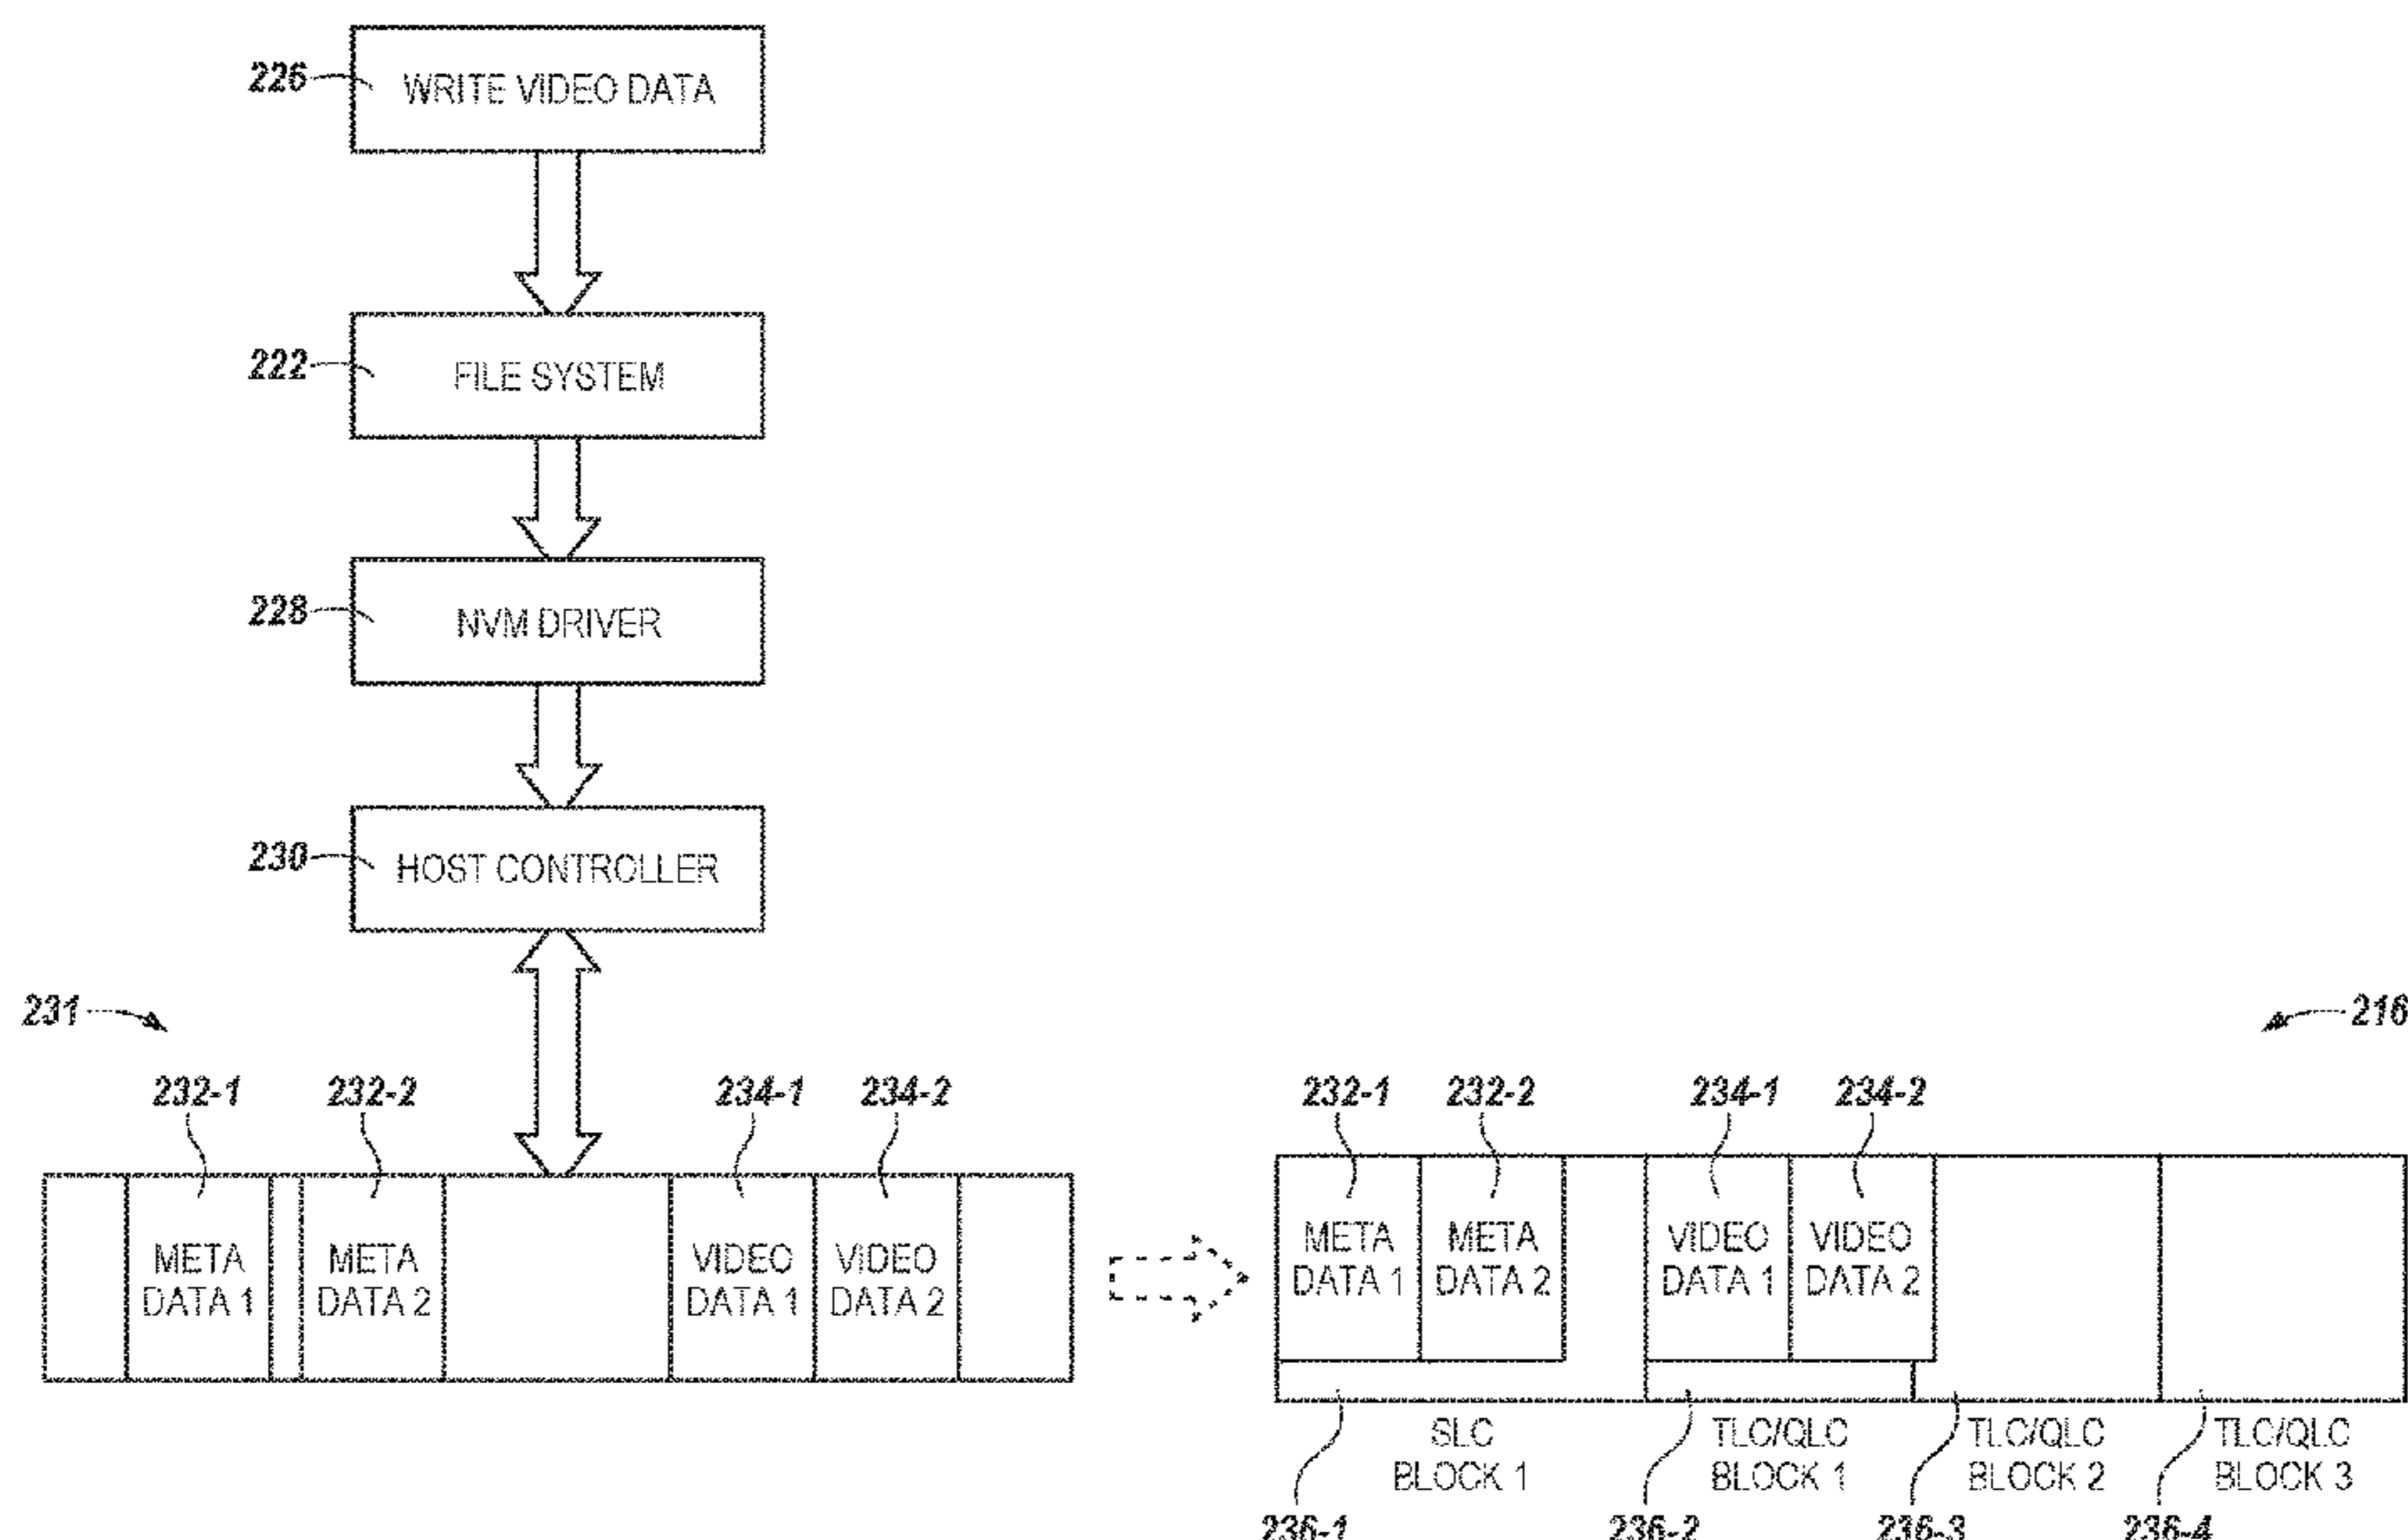 226
WRITE VIDEO DATA
222
FILE SYSTEM
228
NVM DRIVER
230
HOST CONTROLLER
231
216
232-1
232-2
234-1
234-2
232-1
232-2
234-1
234-2
META
DATA 1
META
DATA 2
VIDEO
DATA 1
VIDEO
DATA 2
META
DATA 1
META
DATA 2
VIDEO
DATA 1
VIDEO
DATA 2
SLC
BLOCK 1
TLC/QLC
BLOCK 1
TLC/QLC
BLOCK 2
TLC/QLC
BLOCK 3
236-1
236-2
236-3
236-4